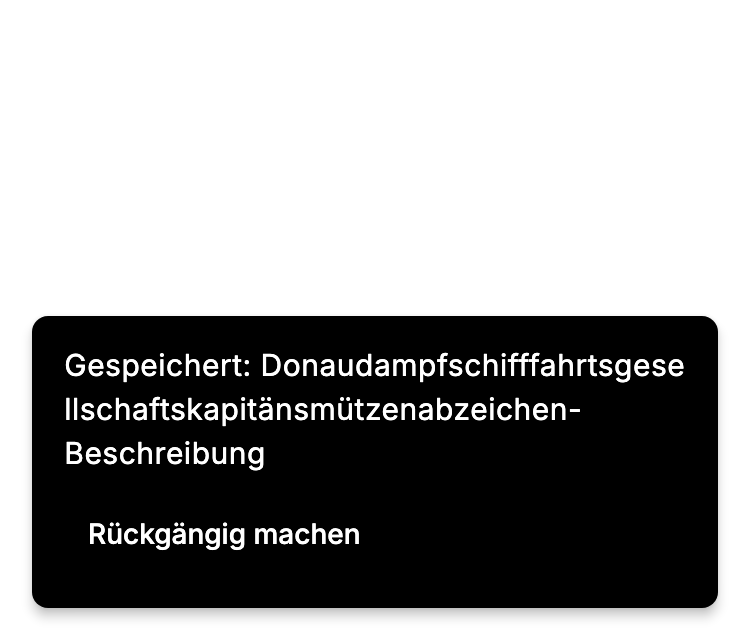 Gespeichert: Donaudampfschifffahrtsgese
llschaftskapitänsmützenabzeichen-
Beschreibung
Rückgängig machen